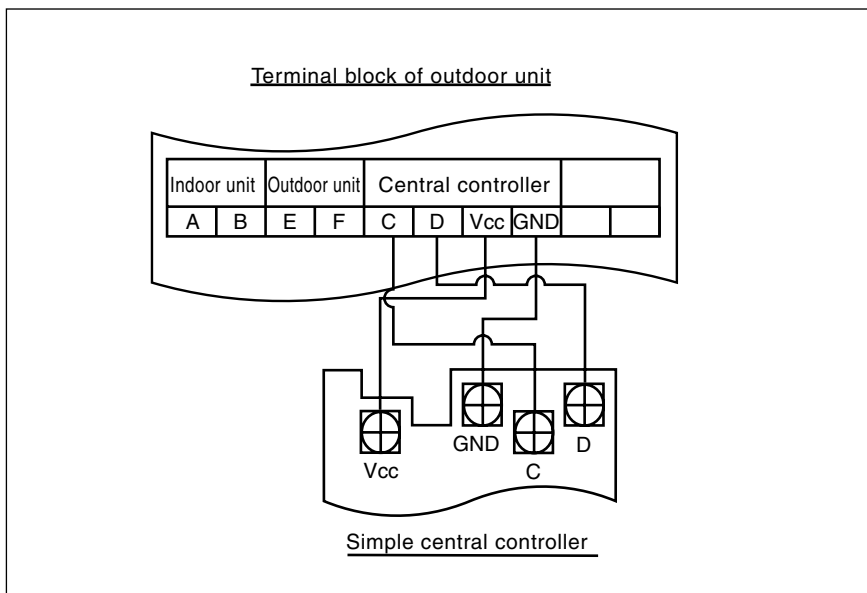 Terminal block of outdoor unit
Indoor unit Outdoor unit Central controller
A B E F C D Vcc GND
Vcc GND C D
Simple central controller